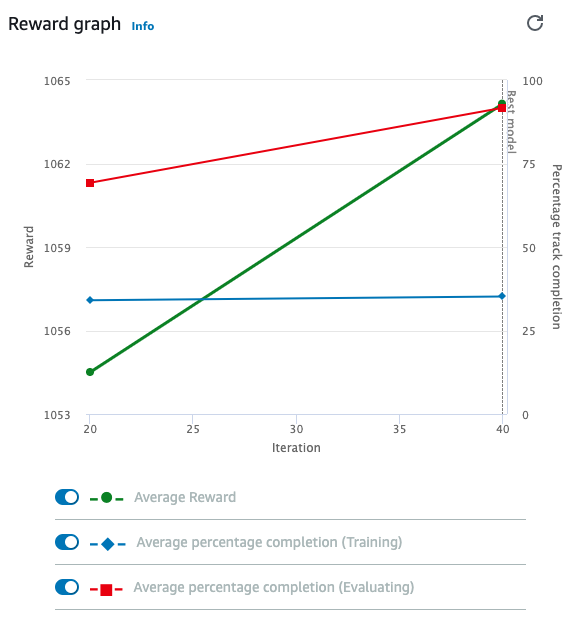 Reward graph Info
1065
1062
1059
1056
1053
Reward
100
75
50
25
0
Percentage track completion
Best model
20 25 30 35 40
Iteration
Average Reward
Average percentage completion (Training)
Average percentage completion (Evaluating)